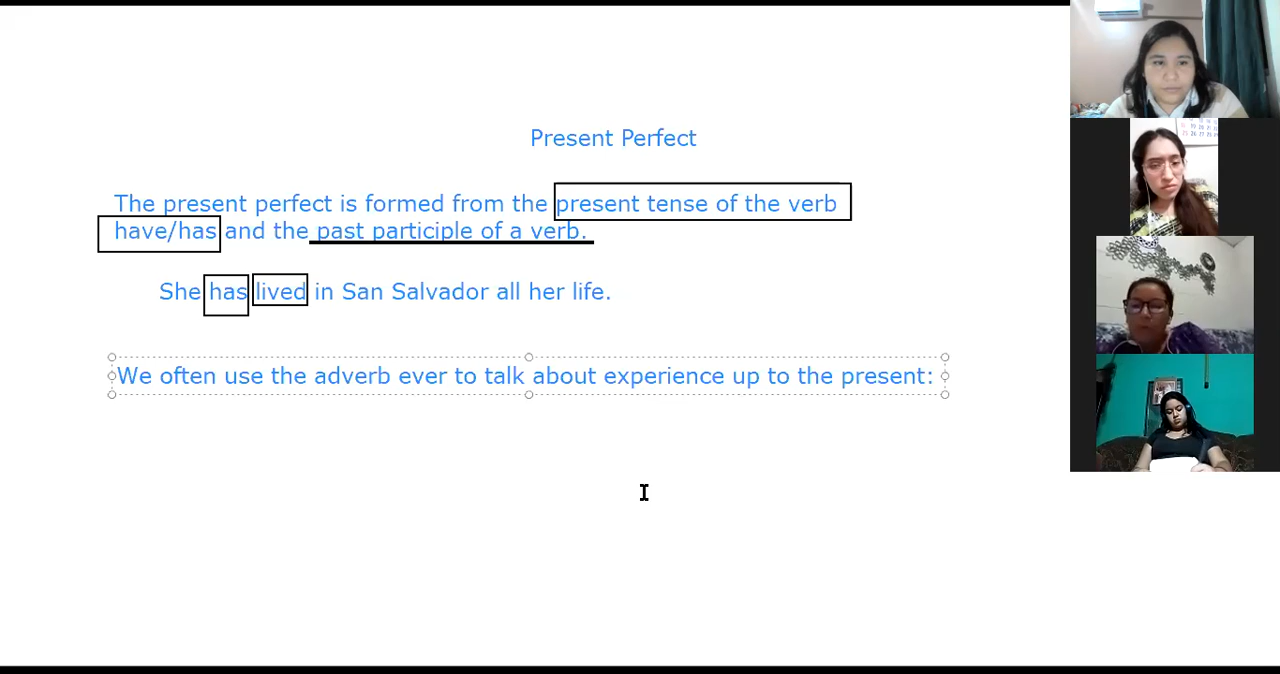 Present Perfect
The present perfect is formed from the present tense of the verb
have/has and the past participle of a verb.
She has lived in San Salvador all her life.
We often use the adverb ever to talk about experience up to the present: